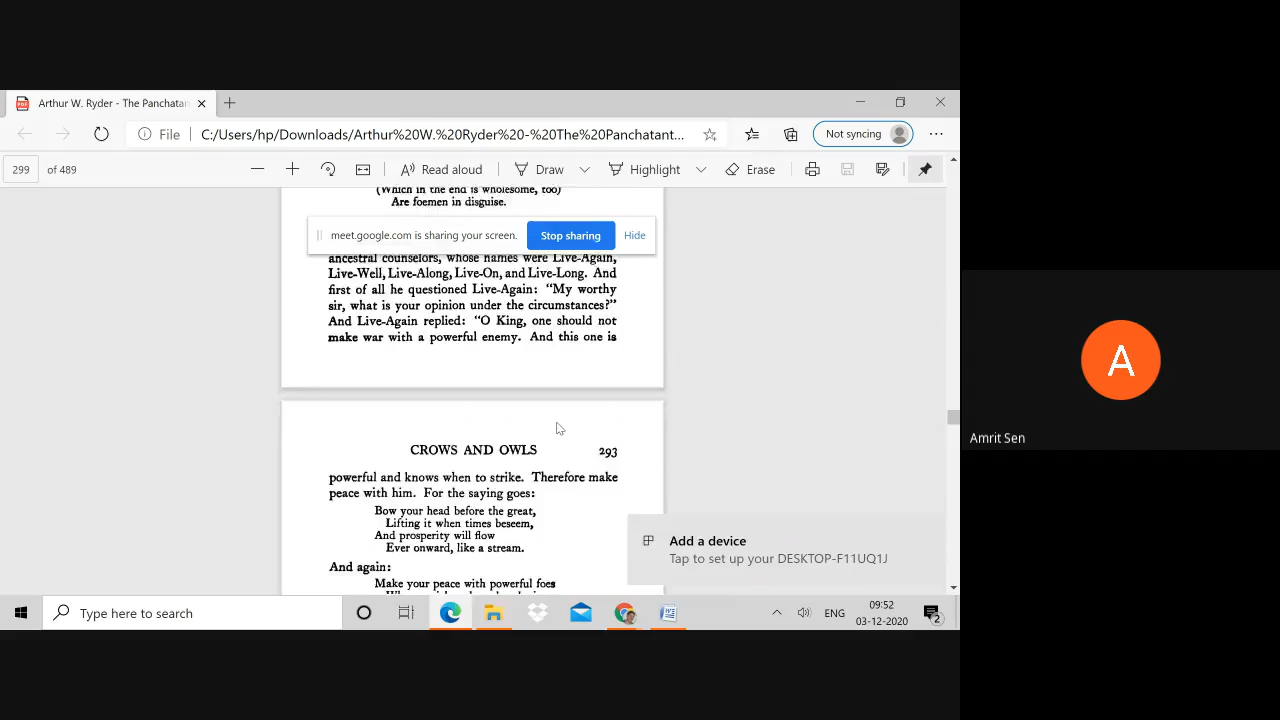 Arthur W. Ryder - The Panchatan
Not syncing
File
C:/Users/hp/Downloads/Arthur%20W.%20Ryder%20-%20The%20Panchatant...
299 of 489
Read aloud
Draw
Highlight
Erase
(Which in the end is wholesome, too)
Are foemen in disguise.
meet.google.com is sharing your screen.
Stop sharing
Hide
ancestral counselors, whose names were Live-Again,
Live-Well, Live-Along, Live-On, and Live-Long. And
first of all he questioned Live-Again: “My worthy
sir, what is your opinion under the circumstances?”
And Live-Again replied: “O King, one should not
make war with a powerful enemy. And this one is
CROWS AND OWLS 293
powerful and knows when to strike. Therefore make
peace with him. For the saying goes:
Bow your head before the great,
Lifting it when times beseem,
And prosperity will flow
Ever onward, like a stream.
And again:
Make your peace with powerful foes
Add a device
Tap to set up your DESKTOP-F11UQ1J
Type here to search
ENG
09:52
03-12-2020
2
A
Amrit Sen